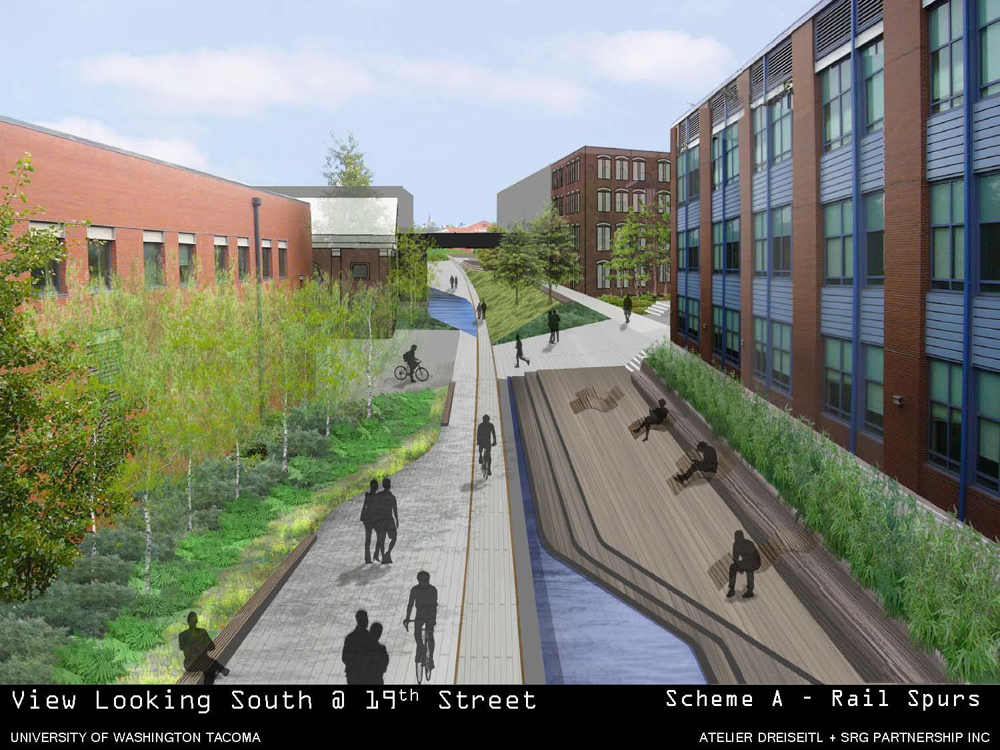 View Looking South @ 19th Street
Scheme A - Rail Spurs
UNIVERSITY OF WASHINGTON TACOMA
ATELIER DREISEITL + SRG PARTNERSHIP INC